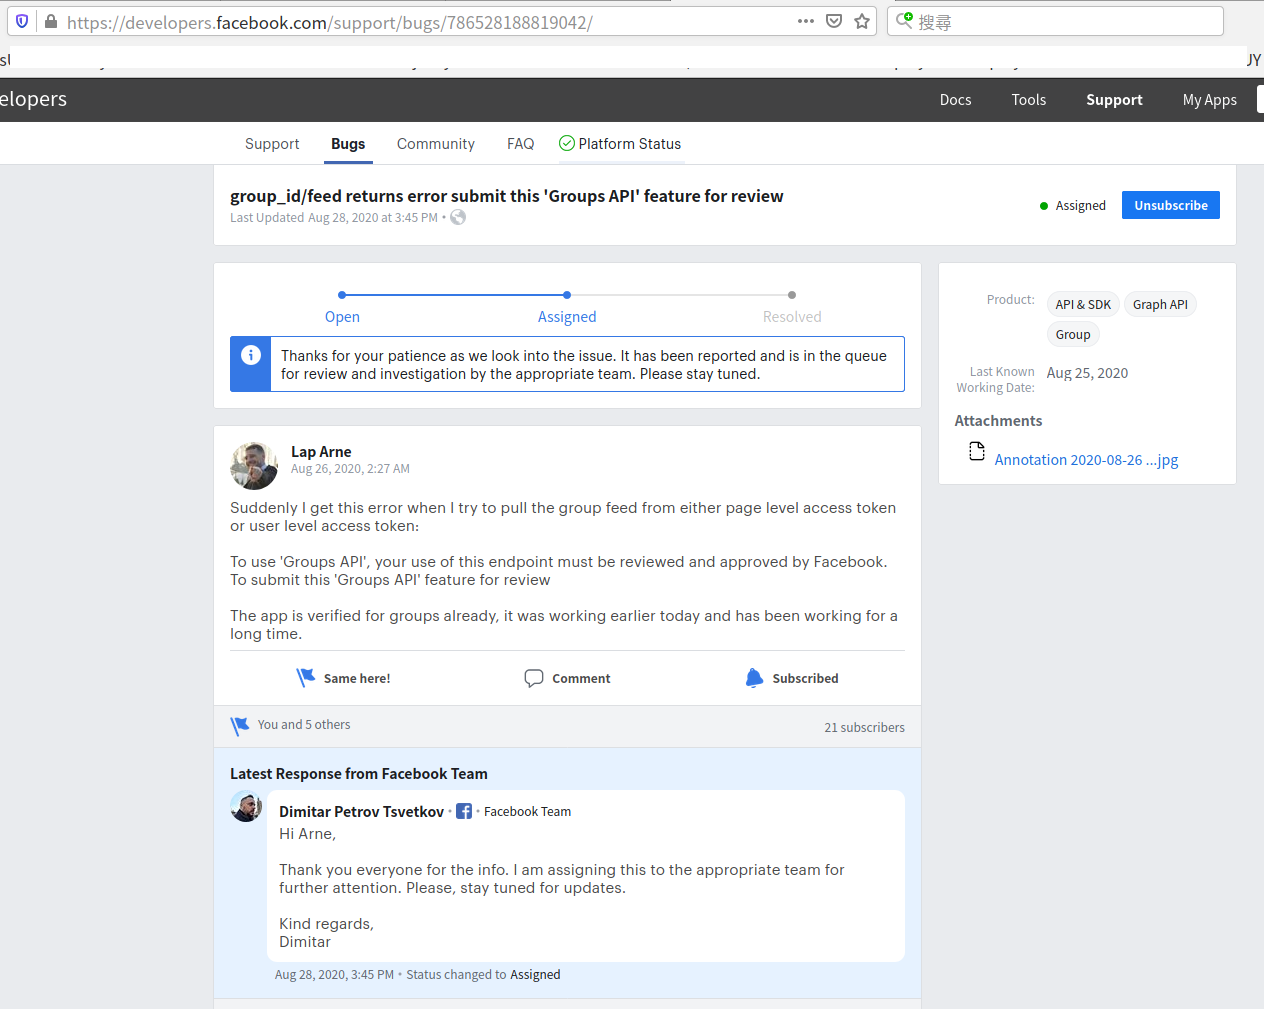 https://developers.facebook.com/support/bugs/786528188819042/
搜尋
elopers
Docs
Tools
Support
My Apps
Support
Bugs
Community
FAQ
Platform Status
group_id/feed returns error submit this 'Groups API' feature for review
Last Updated Aug 28, 2020 at 3:45 PM •
Assigned
Unsubscribe
Open
Assigned
Resolved
Thanks for your patience as we look into the issue. It has been reported and is in the queue
for review and investigation by the appropriate team. Please stay tuned.
Product:
API & SDK
Graph API
Group
Last Known
Working Date:
Aug 25, 2020
Attachments
Annotation 2020-08-26 ...jpg
Lap Arne
Aug 26, 2020, 2:27 AM
Suddenly I get this error when I try to pull the group feed from either page level access token
or user level access token:
To use 'Groups API', your use of this endpoint must be reviewed and approved by Facebook.
To submit this 'Groups API' feature for review
The app is verified for groups already, it was working earlier today and has been working for a
long time.
Same here!
Comment
Subscribed
You and 5 others
21 subscribers
Latest Response from Facebook Team
Dimitar Petrov Tsvetkov • • Facebook Team
Hi Arne,
Thank you everyone for the info. I am assigning this to the appropriate team for
further attention. Please, stay tuned for updates.
Kind regards,
Dimitar
Aug 28, 2020, 3:45 PM • Status changed to Assigned